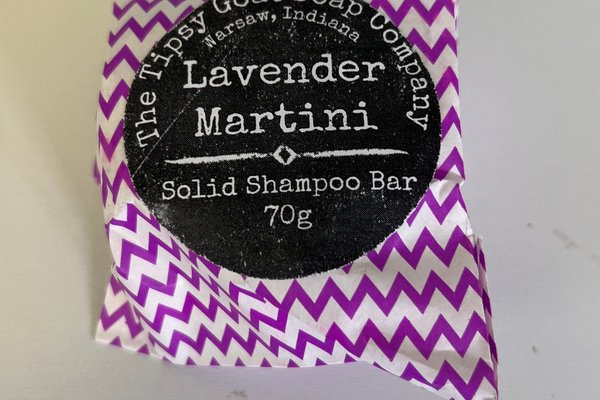 The Tipsy Goat Soap Company
Warsaw, Indiana
Lavender
Martini
Solid Shampoo Bar
70g